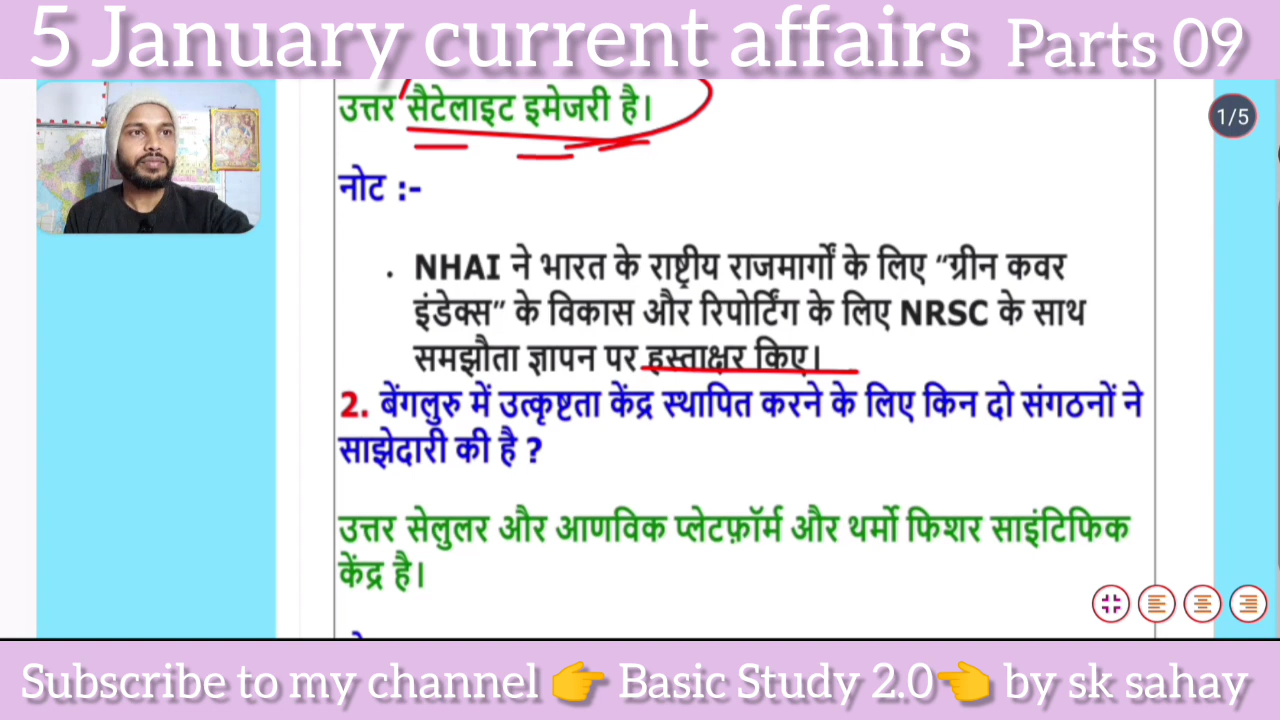 5 January current affairs Parts 09
उत्तर सैटेलाइट इमेजरी है।
1/5
नोट :-
. NHAI ने भारत के राष्ट्रीय राजमार्गों के लिए “ग्रीन कवर
इंडेक्स” के विकास और रिपोर्टिंग के लिए NRSC के साथ
समझौता ज्ञापन पर हस्ताक्षर किए।
2. बेंगलुरु में उत्कृष्टता केंद्र स्थापित करने के लिए किन दो संगठनों ने
साझेदारी की है ?
उत्तर सेलुलर और आणविक प्लेटफ़ॉर्म और थर्मो फिशर साइंटिफिक
केंद्र है।
Subscribe to my channel 👉 Basic Study 2.0👈 by sk sahay